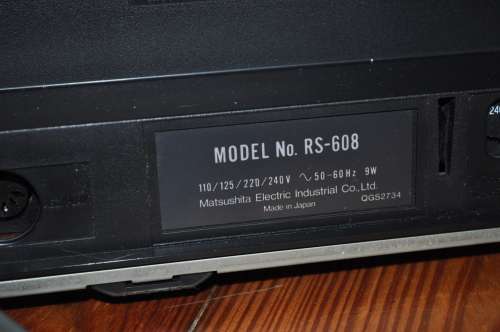 MODEL No. RS-608
110/125/220/240V ∿ 50-60Hz 9W
Matsushita Electric Industrial Co., Ltd.
Made in Japan QGS2734
240